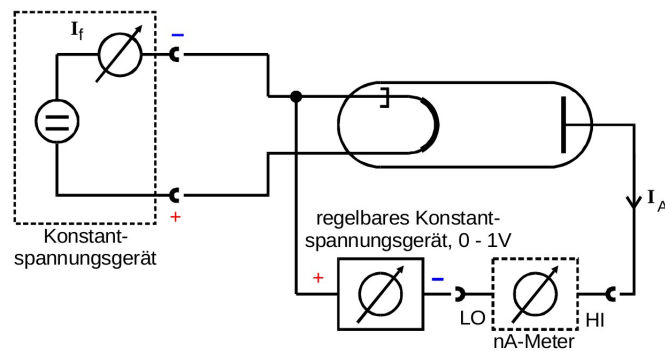 I_f
−
+
Konstant-
spannungsgerät
regelbares Konstant-
spannungsgerät, 0 - 1V
+
−
LO
HI
nA-Meter
I_A